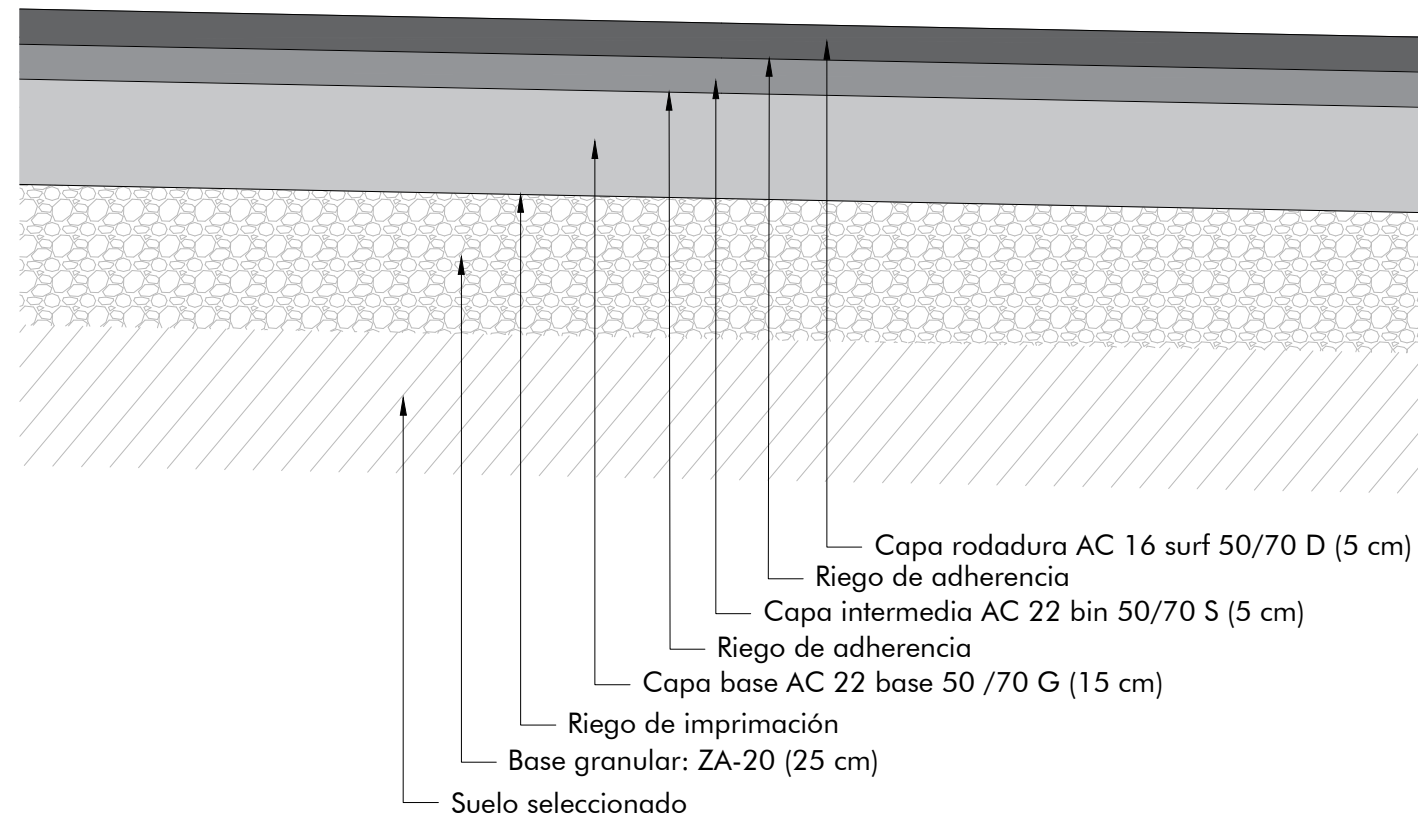 Capa rodadura AC 16 surf 50/70 D (5 cm)
Riego de adherencia
Capa intermedia AC 22 bin 50/70 S (5 cm)
Riego de adherencia
Capa base AC 22 base 50 /70 G (15 cm)
Riego de imprimación
Base granular: ZA-20 (25 cm)
Suelo seleccionado